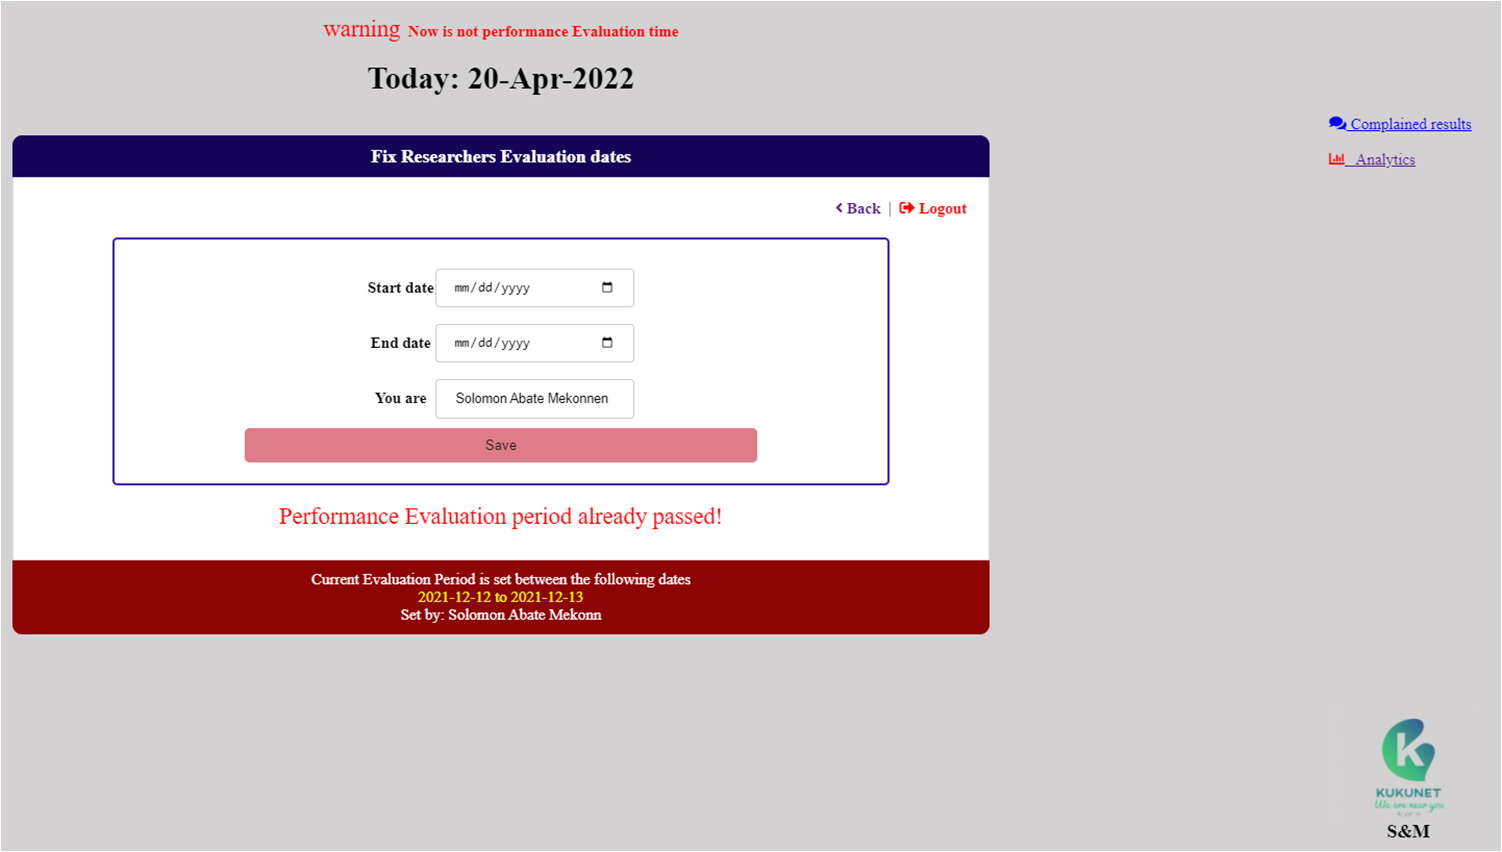 warning Now is not performance Evaluation time
Today: 20-Apr-2022
Complained results
Analytics
Fix Researchers Evaluation dates
Back | Logout
Start date mm/dd/yyyy
End date mm/dd/yyyy
You are Solomon Abate Mekonnen
Save
Performance Evaluation period already passed!
Current Evaluation Period is set between the following dates
2021-12-12 to 2021-12-13
Set by: Solomon Abate Mekonn
KUKUNET
We are near you
S&M